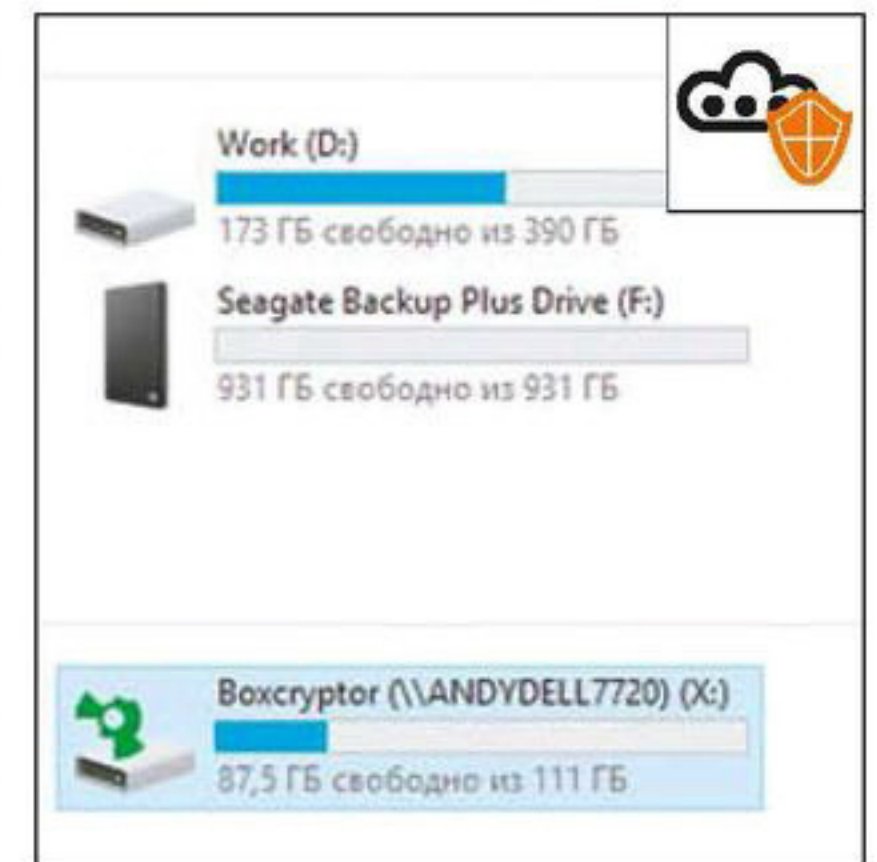 Work (D:)
173 ГБ свободно из 390 ГБ
Seagate Backup Plus Drive (F:)
931 ГБ свободно из 931 ГБ
Boxcryptor (\\ANDYDELL7720) (X:)
87,5 ГБ свободно из 111 ГБ